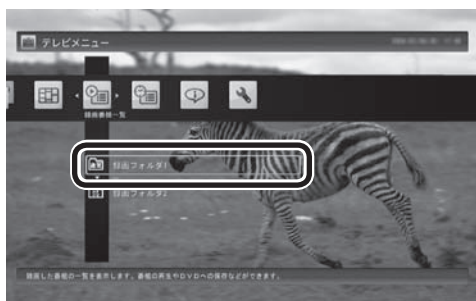 テレビメニュー
録画番組一覧
録画フォルダ1
録画フォルダ2
録画した番組の一覧を表示します。番組の再生やDVDへの保存などができます。